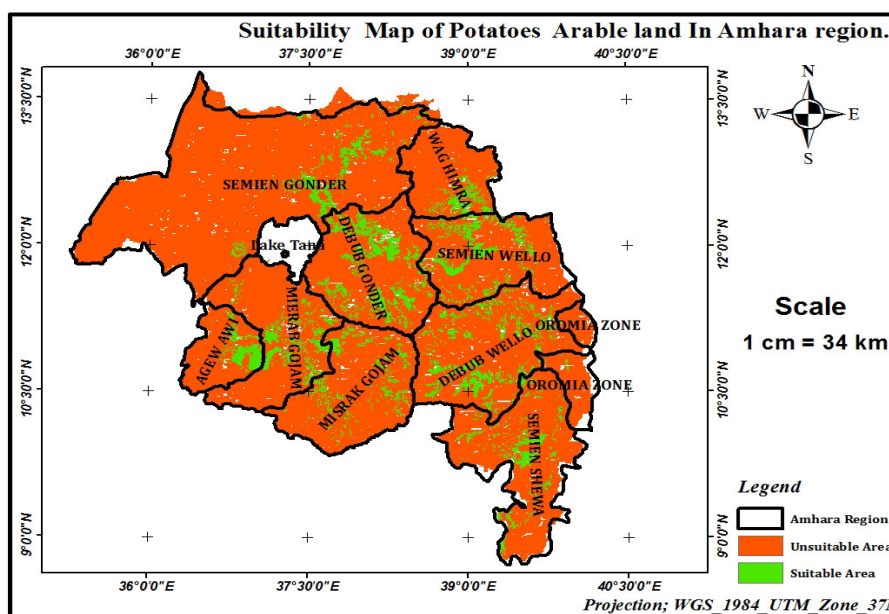 Suitability Map of Potatoes Arable land In Amhara region.
36°0'0"E 37°30'0"E 39°0'0"E 40°30'0"E
13°30'0"N 13°30'0"N
N
W E
S
WAG HIMRA
SEMIEN GONDER
12°0'0"N 12°0'0"N
Lake Tana
DEBUB GONDER
SEMIEN WELLO
MIERAB GOJAM
AGEW AWI
OROMIA ZONE
DEBUB WELLO
MISRAK GOJAM
OROMIA ZONE
10°30'0"N 10°30'0"N
SEMIEN SHEWA
Scale
1 cm = 34 km
9°0'0"N 9°0'0"N
Legend
Amhara Region
Unsuitable Area
Suitable Area
36°0'0"E 37°30'0"E 39°0'0"E 40°30'0"E
Projection; WGS_1984_UTM_Zone_37